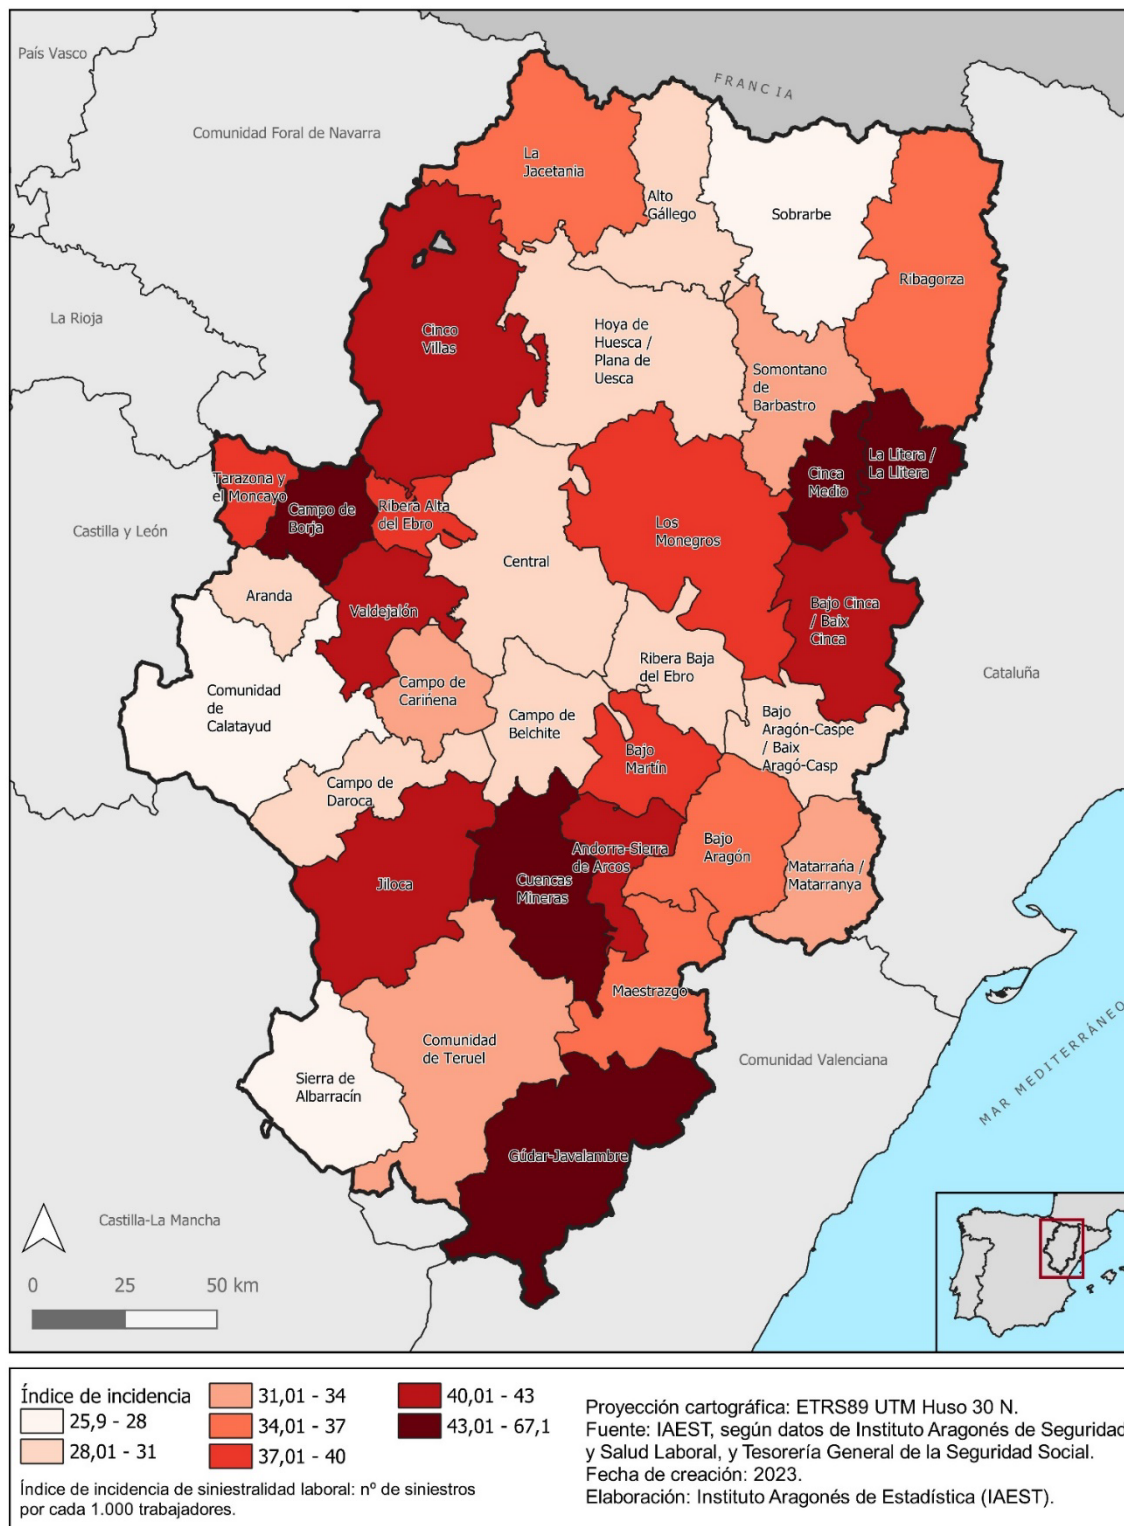 País Vasco
FRANCIA
Comunidad Foral de Navarra
La
Jacetania
Alto
Gállego
Sobrarbe
Ribagorza
La Rioja
Cinco
Villas
Hoya de
Huesca /
Plana de
Uesca
Somontano
de
Barbastro
La Litera /
La Llitera
Cinca
Medio
Tarazona y
el Moncayo
Campo de
Borja
Ribera Alta
del Ebro
Castilla y León
Los
Monegros
Central
Aranda
Valdejalón
Bajo Cinca
/ Baix
Cinca
Ribera Baja
del Ebro
Cataluña
Comunidad
de
Calatayud
Campo de
Cariñena
Campo de
Belchite
Bajo
Aragón-Caspe
/ Baix
Aragó-Casp
Bajo
Martín
Campo de
Daroca
Andorra-Sierra
de Arcos
Bajo
Aragón
Matarraña /
Matarranya
Jiloca
Cuencas
Mineras
Maestrazgo
Comunidad
de Teruel
Comunidad Valenciana
MAR MEDITERRÁNEO
Sierra de
Albarracín
Gúdar-Javalambre
Castilla-La Mancha
0 25 50 km
Índice de incidencia
25,9 - 28
28,01 - 31
31,01 - 34
34,01 - 37
37,01 - 40
40,01 - 43
43,01 - 67,1
Índice de incidencia de siniestralidad laboral: nº de siniestros
por cada 1.000 trabajadores.
Proyección cartográfica: ETRS89 UTM Huso 30 N.
Fuente: IAEST, según datos de Instituto Aragonés de Seguridad
y Salud Laboral, y Tesorería General de la Seguridad Social.
Fecha de creación: 2023.
Elaboración: Instituto Aragonés de Estadística (IAEST).